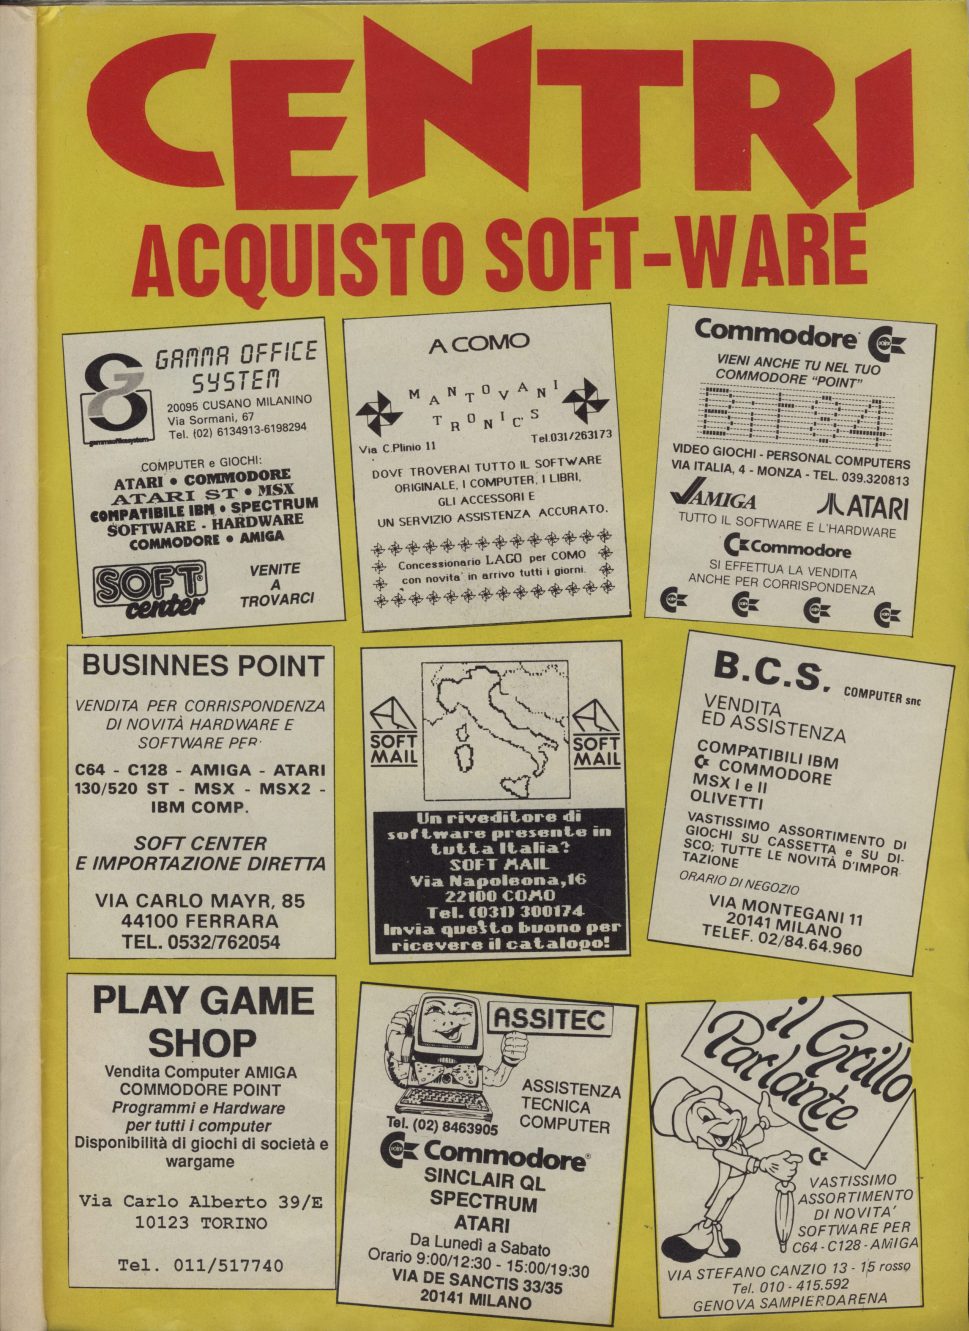 CENTRI
ACQUISTO SOFT-WARE
GAMMA OFFICE
SYSTEM
gammaofficesystem
20095 CUSANO MILANINO
Via Sormani, 67
Tel. (02) 6134913-6198294
COMPUTER e GIOCHI:
ATARI • COMMODORE
ATARI ST • MSX
COMPATIBILE IBM • SPECTRUM
SOFTWARE - HARDWARE
COMMODORE • AMIGA
SOFT
center
VENITE
A
TROVARCI
A COMO
MANTOVANI
TRONIC'S
Via C.Plinio 11
Tel.031/263173
DOVE TROVERAI TUTTO IL SOFTWARE
ORIGINALE, I COMPUTER, I LIBRI,
GLI ACCESSORI E
UN SERVIZIO ASSISTENZA ACCURATO.
Concessionario LAGO per COMO
con novita' in arrivo tutti i giorni.
Commodore
VIENI ANCHE TU NEL TUO
COMMODORE "POINT"
BIT84
VIDEO GIOCHI - PERSONAL COMPUTERS
VIA ITALIA, 4 - MONZA - TEL. 039.320813
AMIGA
ATARI
TUTTO IL SOFTWARE E L'HARDWARE
Commodore
SI EFFETTUA LA VENDITA
ANCHE PER CORRISPONDENZA
BUSINNES POINT
VENDITA PER CORRISPONDENZA
DI NOVITÀ HARDWARE E
SOFTWARE PER:
C64 - C128 - AMIGA - ATARI
130/520 ST - MSX - MSX2 -
IBM COMP.
SOFT CENTER
E IMPORTAZIONE DIRETTA
VIA CARLO MAYR, 85
44100 FERRARA
TEL. 0532/762054
SOFT
MAIL
SOFT
MAIL
Un riveditore di
software presente in
tutta Italia?
SOFT MAIL
Via Napoleona,16
22100 COMO
Tel. (031) 300174
Invia questo buono per
ricevere il catalogo!
B.C.S. COMPUTER snc
VENDITA
ED ASSISTENZA
COMPATIBILI IBM
COMMODORE
MSX I e II
OLIVETTI
VASTISSIMO ASSORTIMENTO DI
GIOCHI SU CASSETTA e SU DI-
SCO; TUTTE LE NOVITÀ D'IMPOR-
TAZIONE
ORARIO DI NEGOZIO
VIA MONTEGANI 11
20141 MILANO
TELEF. 02/84.64.960
PLAY GAME
SHOP
Vendita Computer AMIGA
COMMODORE POINT
Programmi e Hardware
per tutti i computer
Disponibilità di giochi di società e
wargame
Via Carlo Alberto 39/E
10123 TORINO
Tel. 011/517740
ASSITEC
ASSISTENZA
TECNICA
COMPUTER
Tel. (02) 8463905
Commodore
SINCLAIR QL
SPECTRUM
ATARI
Da Lunedì a Sabato
Orario 9:00/12:30 - 15:00/19:30
VIA DE SANCTIS 33/35
20141 MILANO
il Grillo
Parlante
VASTISSIMO
ASSORTIMENTO
DI NOVITA'
SOFTWARE PER
C64 - C128 - AMIGA
VIA STEFANO CANZIO 13 - 15 rosso
Tel. 010 - 415.592
GENOVA SAMPIERDARENA